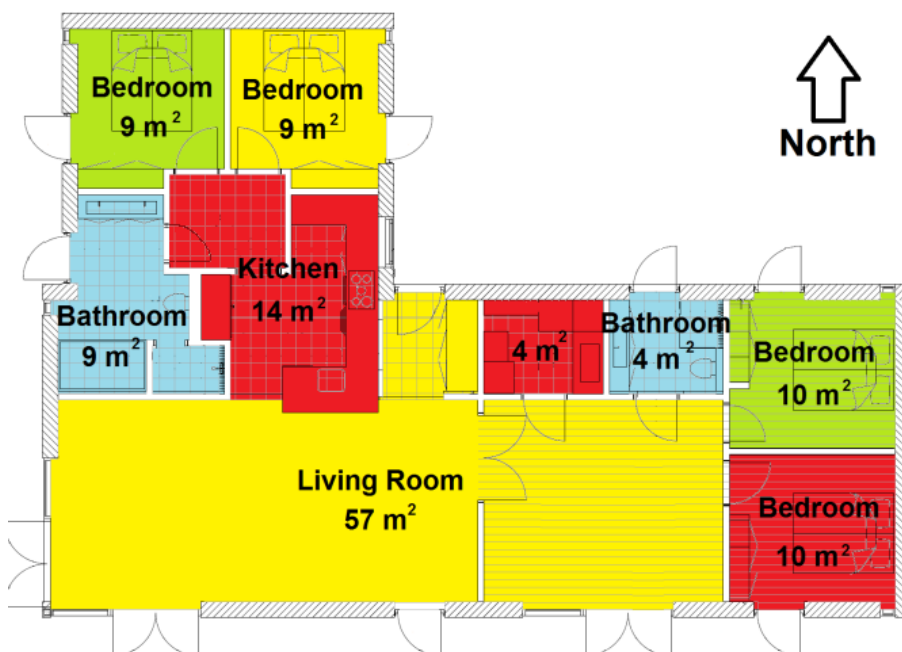 Bedroom
9 m²
Bedroom
9 m²
North
Kitchen
14 m²
Bathroom
9 m²
4 m²
Bathroom
4 m²
Bedroom
10 m²
Living Room
57 m²
Bedroom
10 m²